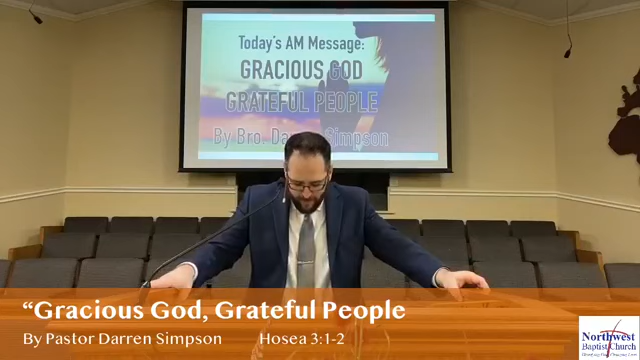 Today's AM Message:
GRACIOUS GOD
GRATEFUL PEOPLE
By Bro. Simpson
“Gracious God, Grateful People
By Pastor Darren Simpson Hosea 3:1-2
Northwest
Baptist Church